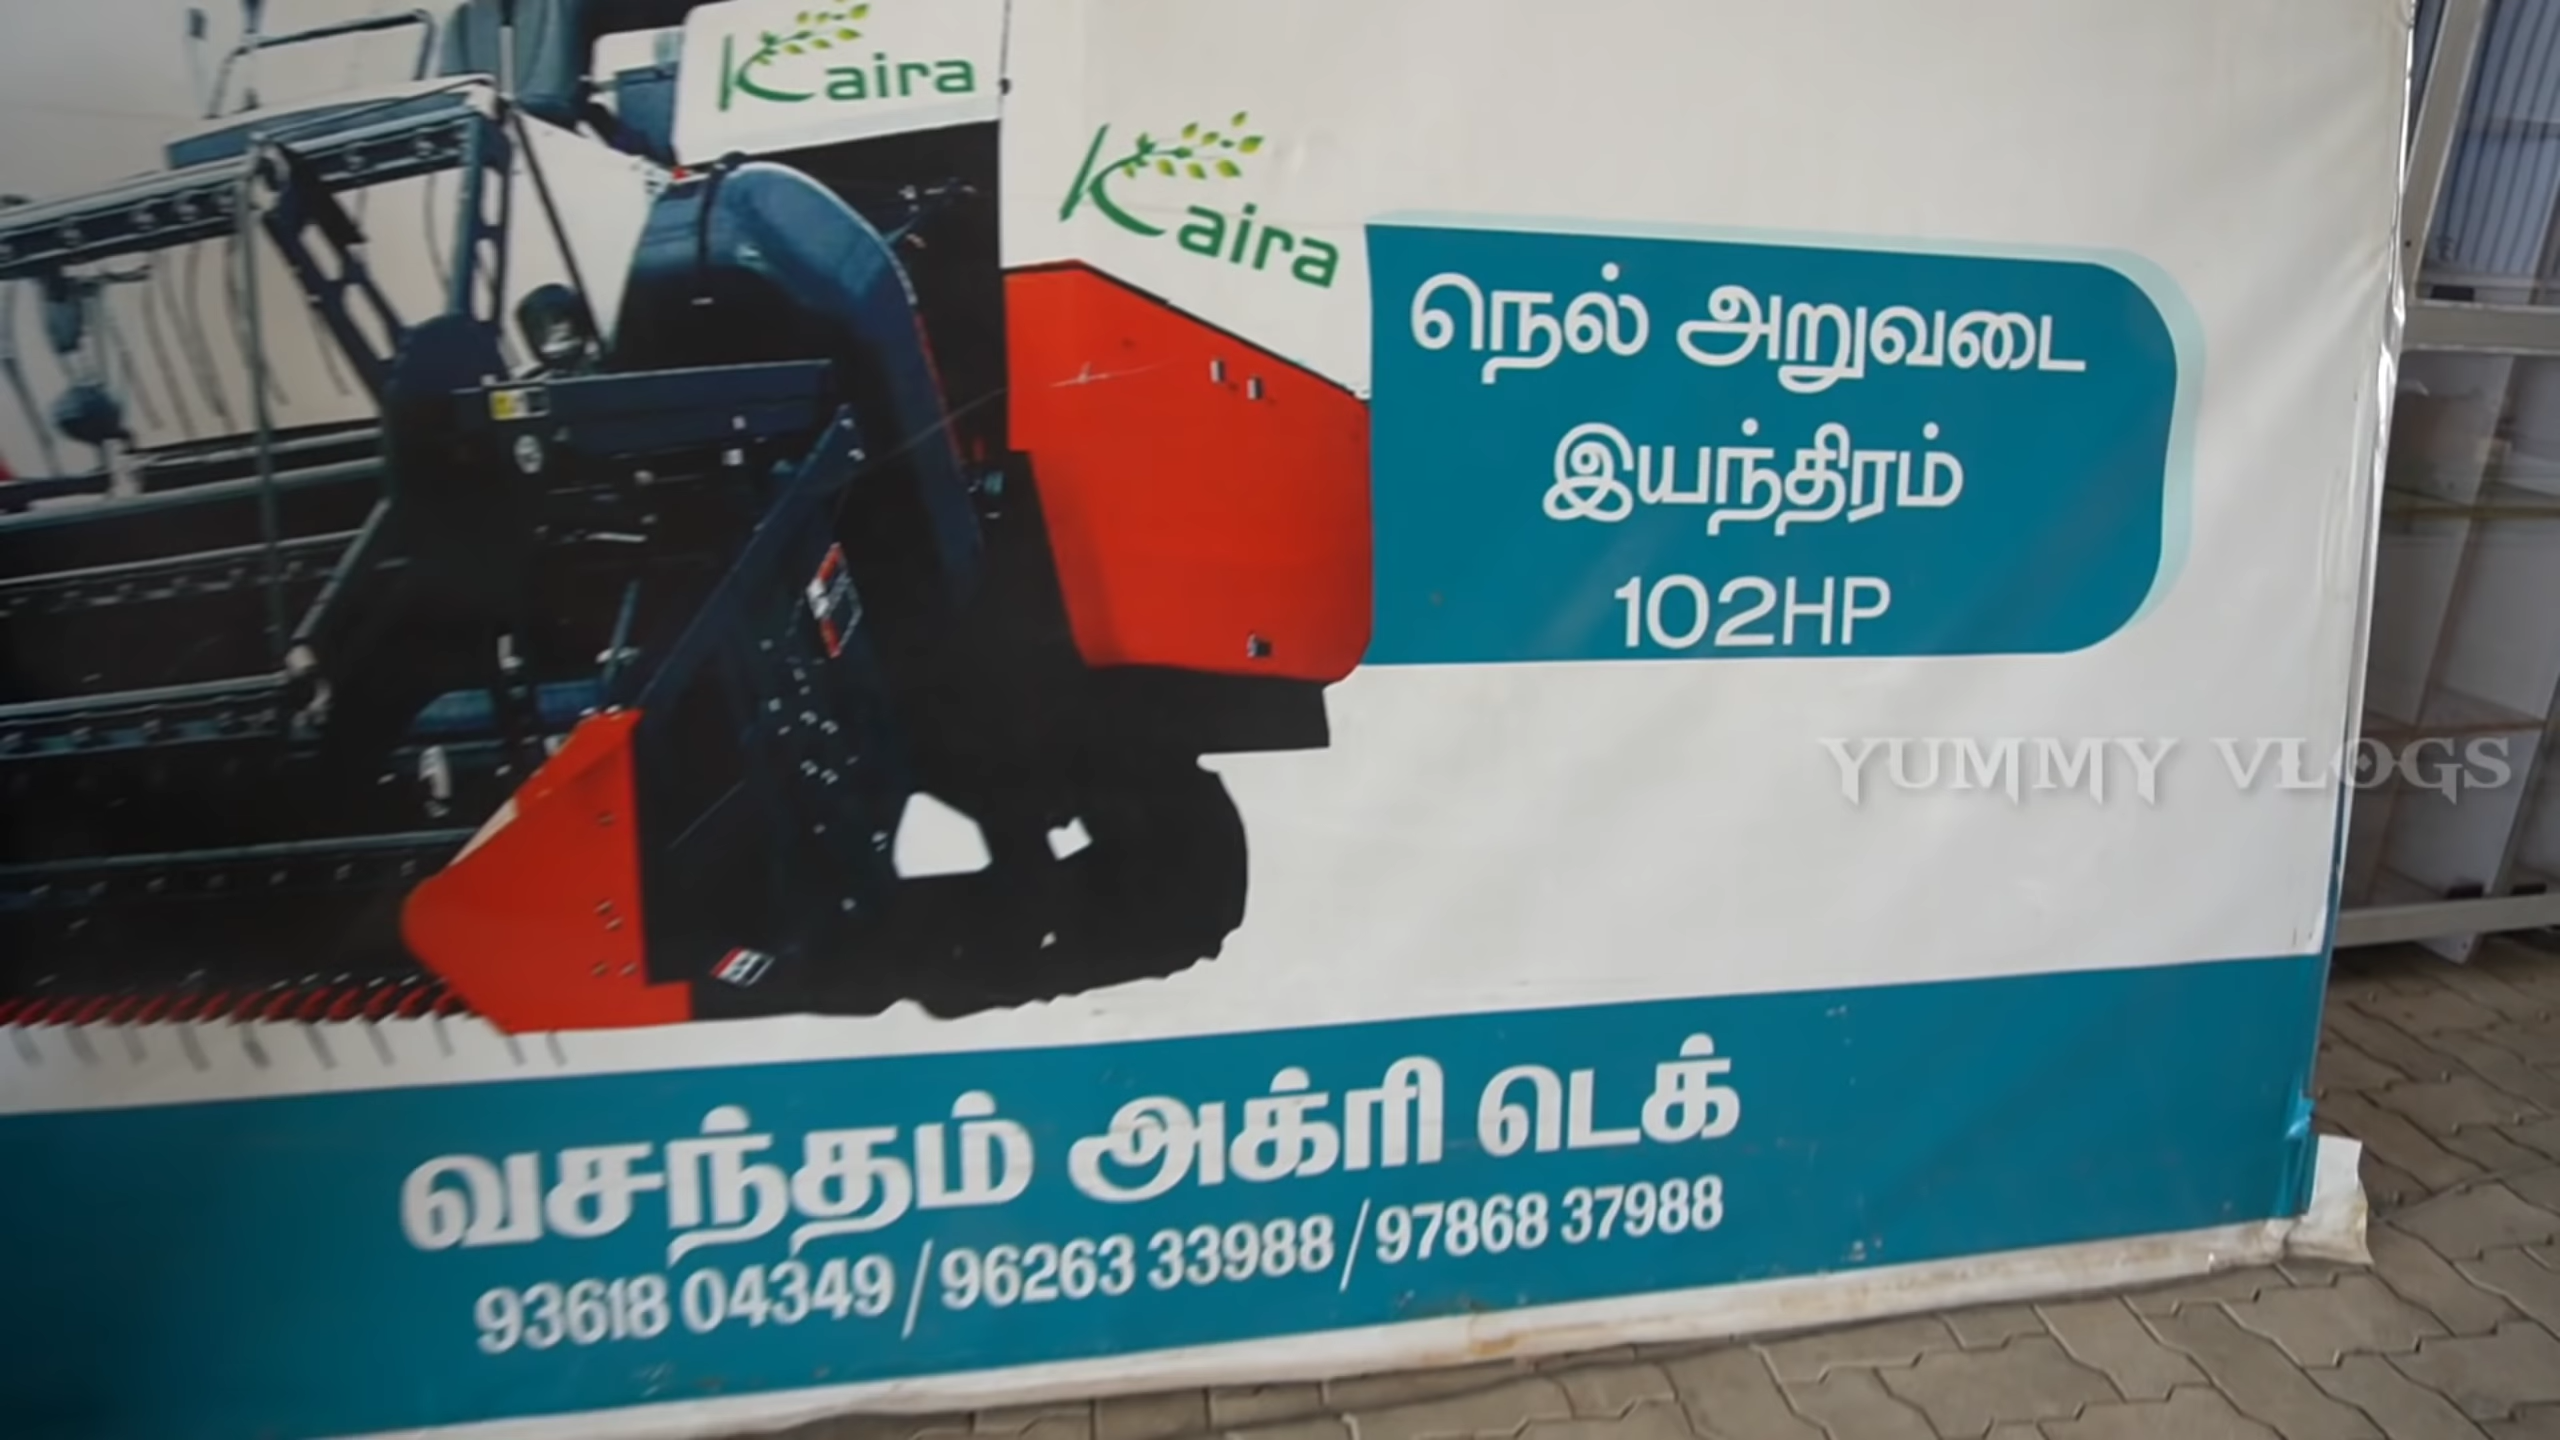 Kaira
Kaira
நெல் அறுவடை
இயந்திரம்
102HP
YUMMY VLOGS
வசந்தம் அக்ரி டெக்
93618 04349 / 96263 33988 / 97868 37988